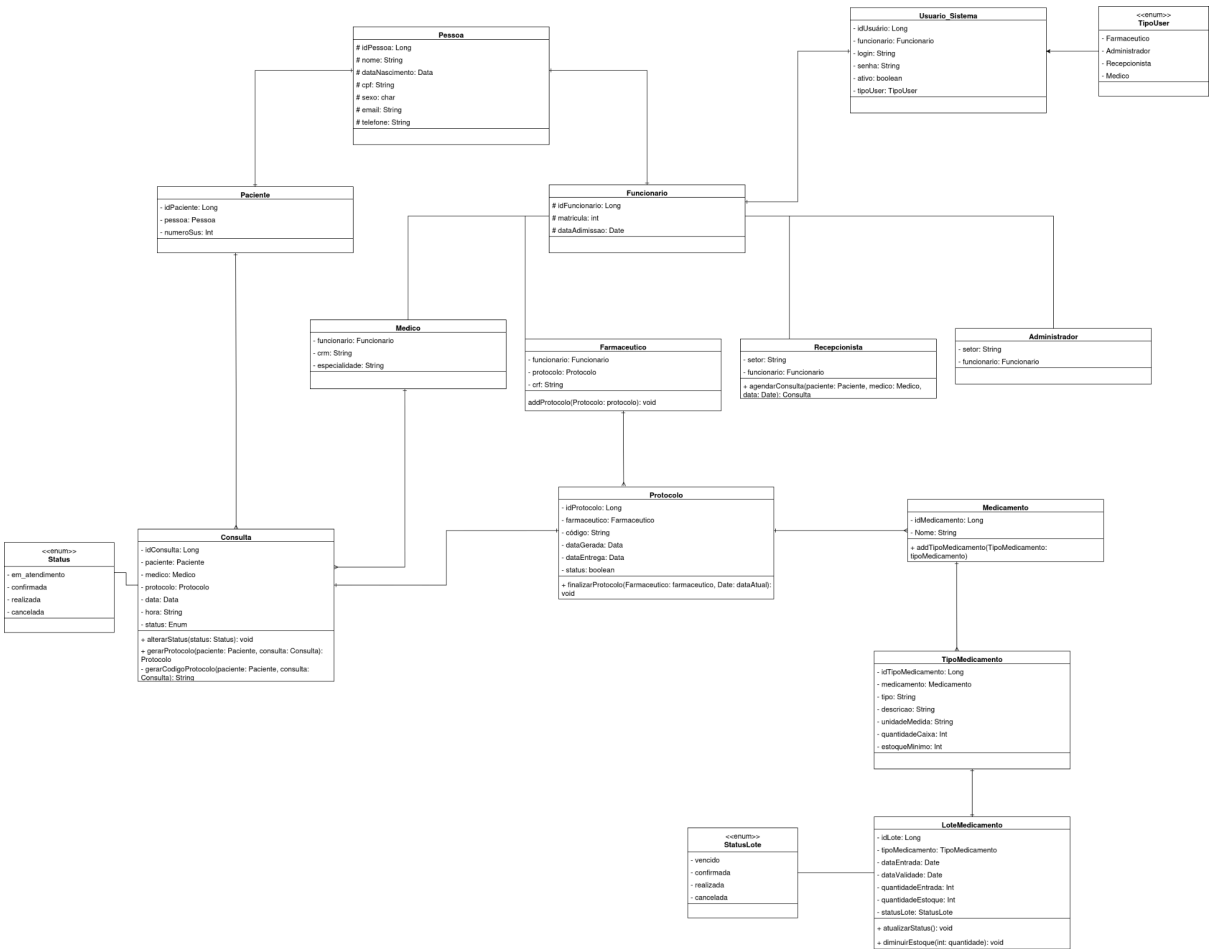 Pessoa
# idPessoa: Long
# nome: String
# dataNascimento: Data
# cpf: String
# sexo: char
# email: String
# telefone: String
Usuario_Sistema
- idUsuário: Long
- funcionario: Funcionario
- login: String
- senha: String
- ativo: boolean
- tipoUser: TipoUser
<<enum>>
TipoUser
- Farmaceutico
- Administrador
- Recepcionista
- Medico
Paciente
- idPaciente: Long
- pessoa: Pessoa
- numeroSus: Int
Funcionario
# idFuncionario: Long
# matricula: int
# dataAdimissao: Date
Medico
- funcionario: Funcionario
- crm: String
- especialidade: String
Farmaceutico
- funcionario: Funcionario
- protocolo: Protocolo
- crf: String
addProtocolo(Protocolo: protocolo): void
Recepcionista
- setor: String
- funcionario: Funcionario
+ agendarConsulta(paciente: Paciente, medico: Medico,
data: Date): Consulta
Administrador
- setor: String
- funcionario: Funcionario
Protocolo
- idProtocolo: Long
- farmaceutico: Farmaceutico
- código: String
- dataGerada: Data
- dataEntrega: Data
- status: boolean
+ finalizarProtocolo(Farmaceutico: farmaceutico, Date: dataAtual):
void
Medicamento
- idMedicamento: Long
- Nome: String
+ addTipoMedicamento(TipoMedicamento:
tipoMedicamento)
<<enum>>
Status
- em_atendimento
- confirmada
- realizada
- cancelada
Consulta
- idConsulta: Long
- paciente: Paciente
- medico: Medico
- protocolo: Protocolo
- data: Data
- hora: String
- status: Enum
+ alterarStatus(status: Status): void
+ gerarProtocolo(paciente: Paciente, consulta: Consulta):
Protocolo
- gerarCodigoProtocolo(paciente: Paciente, consulta:
Consulta): String
TipoMedicamento
- idTipoMedicamento: Long
- medicamento: Medicamento
- tipo: String
- descricao: String
- unidadeMedida: String
- quantidadeCaixa: Int
- estoqueMinimo: Int
<<enum>>
StatusLote
- vencido
- confirmada
- realizada
- cancelada
LoteMedicamento
- idLote: Long
- tipoMedicamento: TipoMedicamento
- dataEntrada: Date
- dataValidade: Date
- quantidadeEntrada: Int
- quantidadeEstoque: Int
- statusLote: StatusLote
+ atualizarStatus(): void
+ diminuirEstoque(int: quantidade): void